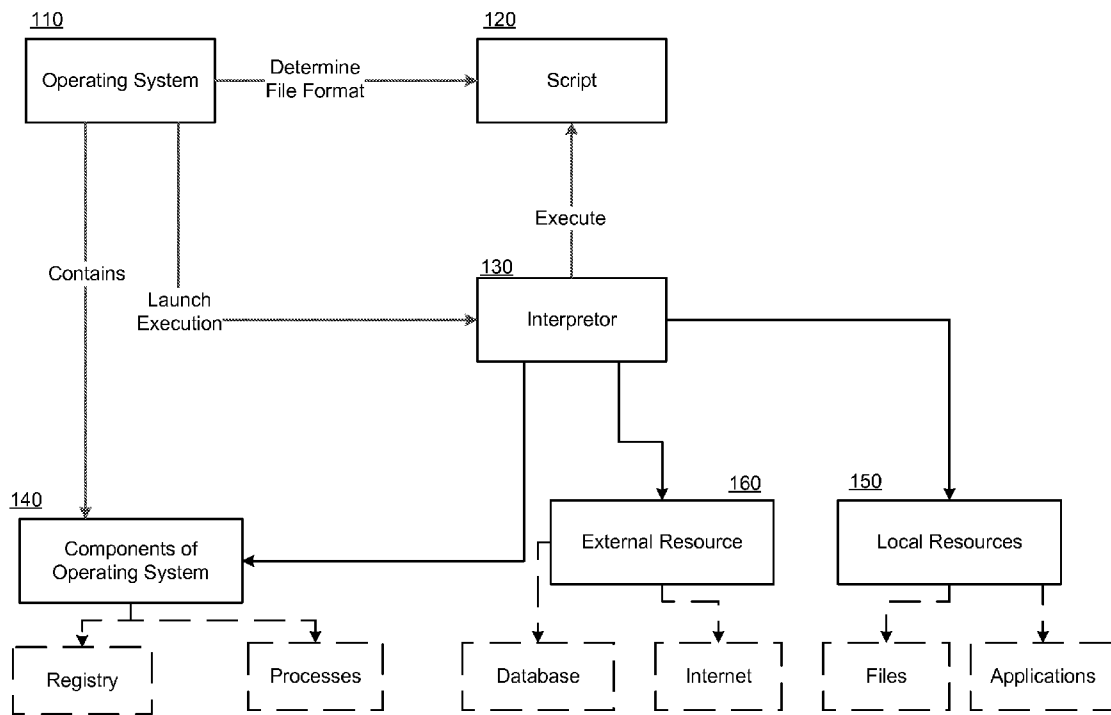 110
Operating System
Determine
File Format
120
Script
Execute
Contains
Launch
Execution
130
Interpretor
140
Components of
Operating System
160
External Resource
150
Local Resources
Registry
Processes
Database
Internet
Files
Applications